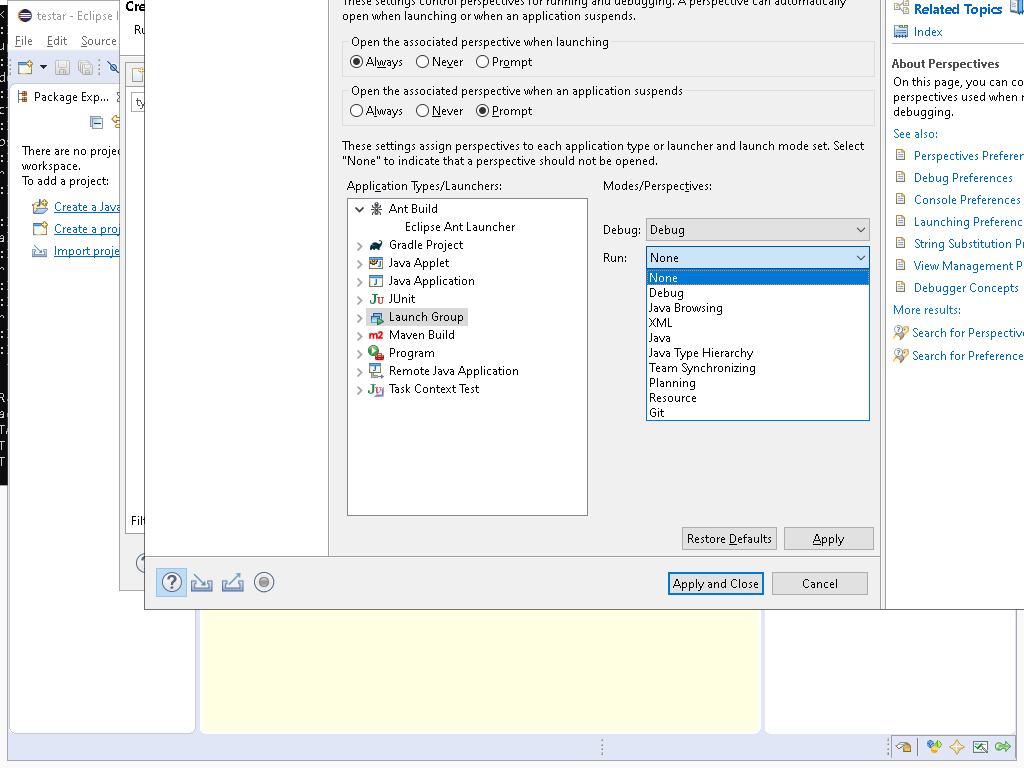 testar - Eclipse I
File Edit Source
Package Exp...
There are no proje
workspace.
To add a project:
Create a Java
Create a proj
Import proje
Cre
Ru
ty
Filt
These settings control perspectives for running and debugging. A perspective can automatically
open when launching or when an application suspends.
Open the associated perspective when launching
Always Never Prompt
Open the associated perspective when an application suspends
Always Never Prompt
These settings assign perspectives to each application type or launcher and launch mode set. Select
"None" to indicate that a perspective should not be opened.
Application Types/Launchers:
Ant Build
Eclipse Ant Launcher
Gradle Project
Java Applet
Java Application
JUnit
Launch Group
Maven Build
Program
Remote Java Application
Task Context Test
Modes/Perspectives:
Debug: Debug
Run: None
None
Debug
Java Browsing
XML
Java
Java Type Hierarchy
Team Synchronizing
Planning
Resource
Git
Restore Defaults Apply
Apply and Close Cancel
Related Topics
Index
About Perspectives
On this page, you can co
perspectives used when r
debugging.
See also:
Perspectives Preferen
Debug Preferences
Console Preferences
Launching Preferenc
String Substitution Pr
View Management P
Debugger Concepts
More results:
Search for Perspective
Search for Preference